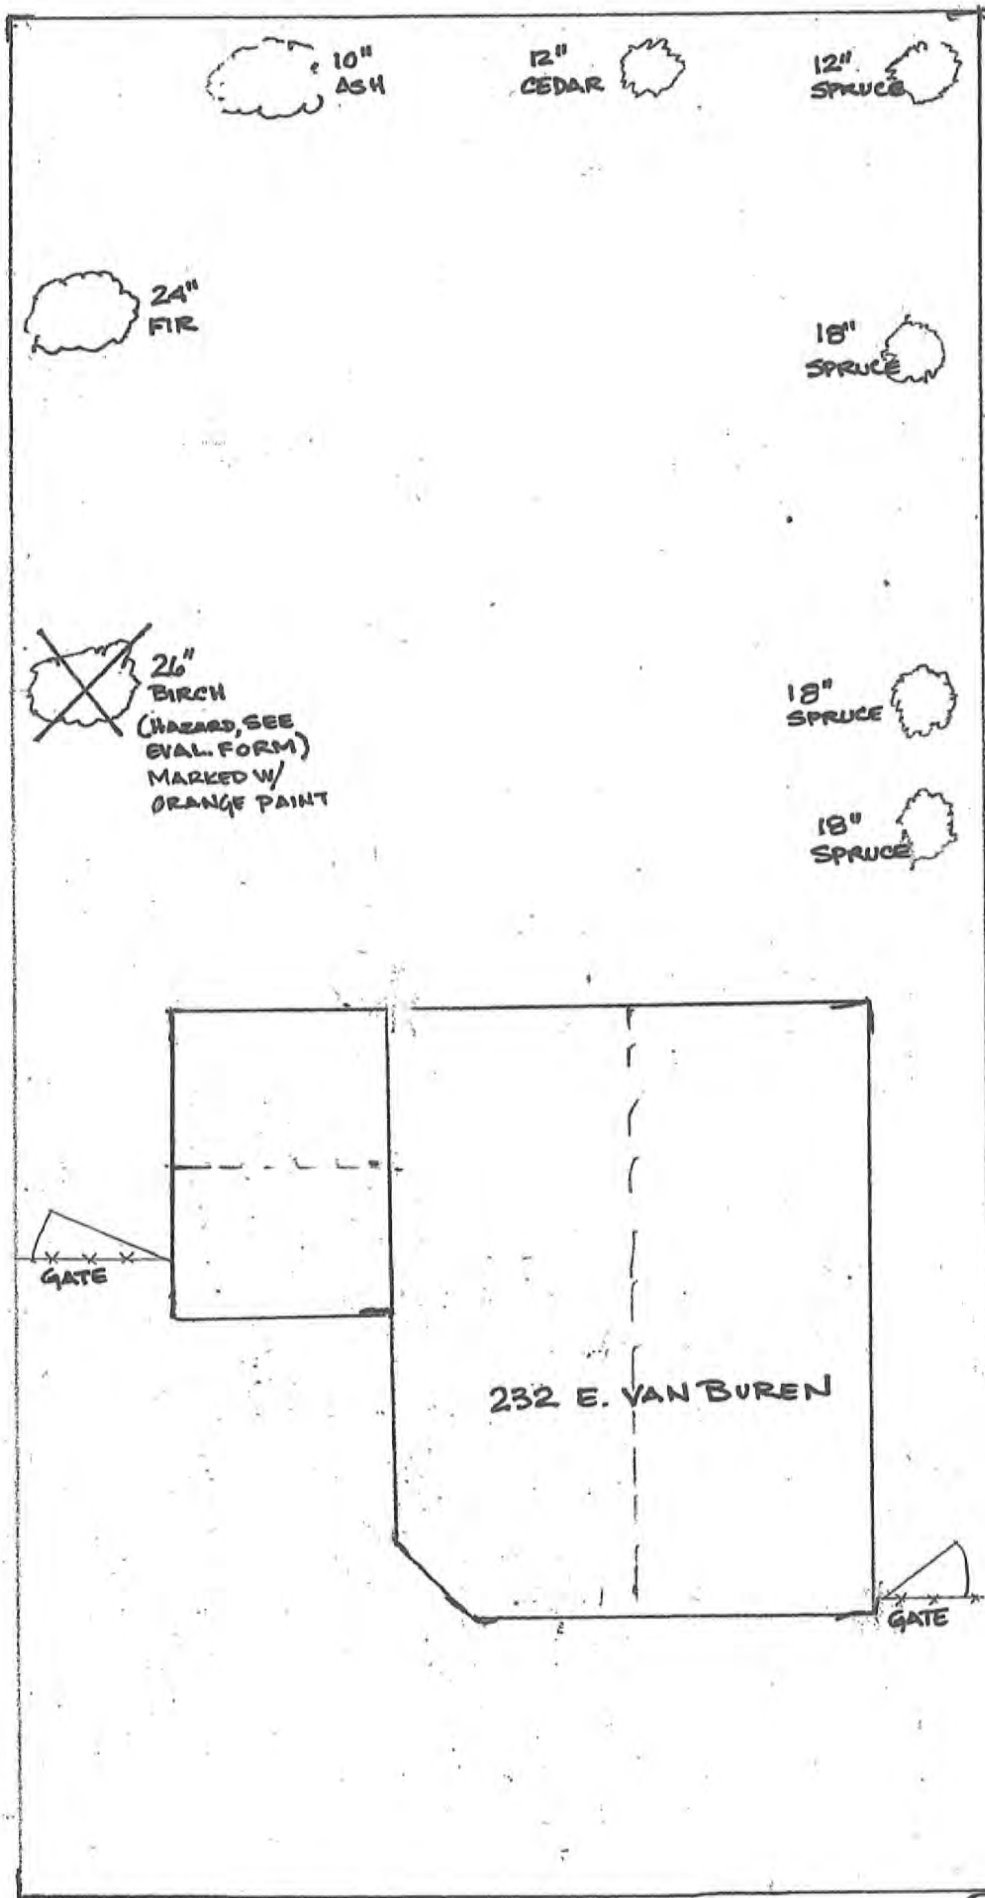 10"
ASH
12"
CEDAR
12"
SPRUCE
24"
FIR
18"
SPRUCE
26"
BIRCH
(HAZARD, SEE
EVAL. FORM)
MARKED W/
ORANGE PAINT
18"
SPRUCE
18"
SPRUCE
GATE
232 E. VAN BUREN
GATE